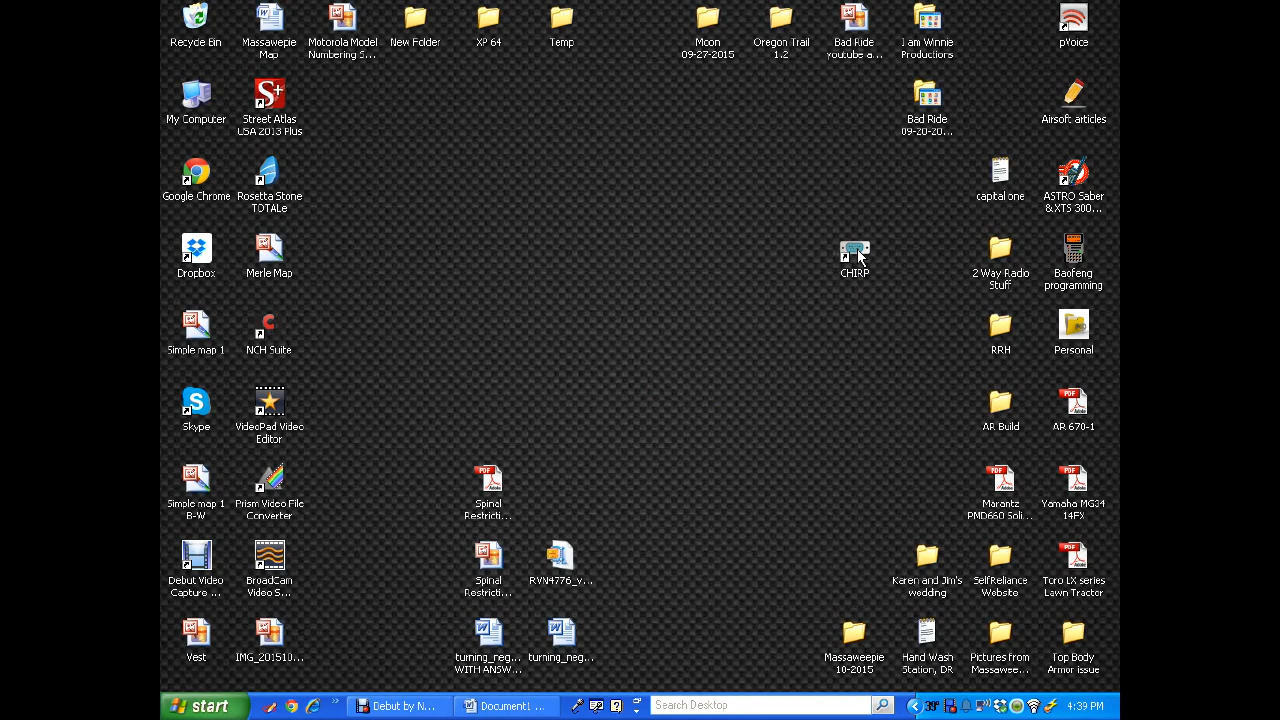 Recycle Bin
Massawepie
Map
Motorola Model
Numbering S...
New Folder
XP 64
Temp
Moon
09-27-2015
Oregon Trail
1.2
Bad Ride
youtube a...
I am Winnie
Productions
pVoice
My Computer
Street Atlas
USA 2013 Plus
Bad Ride
09-20-20...
Airsoft articles
Google Chrome
Rosetta Stone
TOTALe
capital one
ASTRO Saber
& XTS 300...
Dropbox
Merle Map
CHIRP
2 Way Radio
Stuff
Baofeng
programming
Simple map 1
NCH Suite
RRH
Personal
Skype
VideoPad Video
Editor
AR Build
AR 670-1
Simple map 1
B-W
Prism Video File
Converter
Spinal
Restricti...
Marantz
PMD660 Soli...
Yamaha MG34
14FX
Debut Video
Capture ...
BroadCam
Video S...
Spinal
Restricti...
RVN4776_v...
Karen and Jim's
wedding
SelfReliance
Website
Toro LX series
Lawn Tractor
Vest
IMG_201510...
turning_neg...
WITH ANSW...
turning_neg...
Massaweepie
10-2015
Hand Wash
Station, DR
Pictures from
Massawee...
Top Body
Armor issue
start
Debut by N...
Document1 ...
Search Desktop
39°
4:39 PM